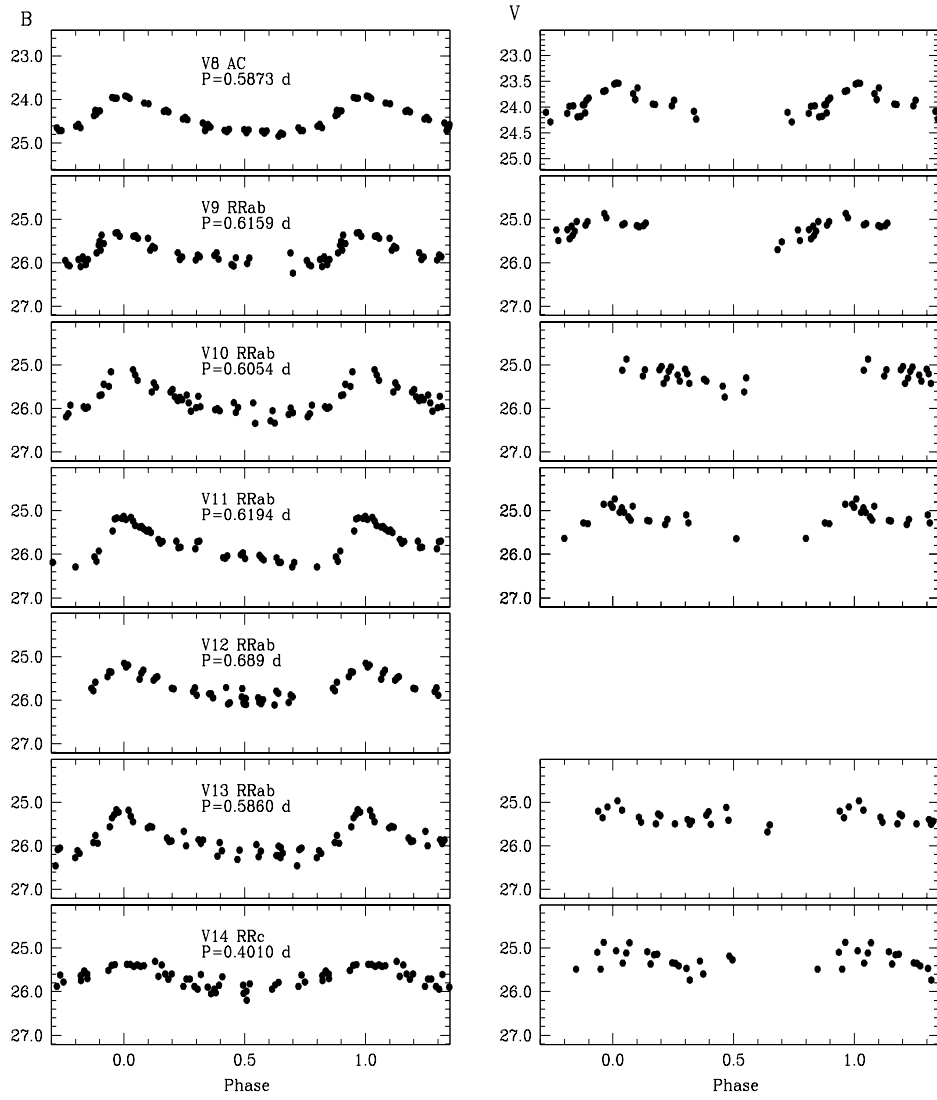 B V
23.0 23.0
V8 AC
P=0.5873 d
23.5
24.0 24.0
24.5
25.0 25.0
V9 RRab
P=0.6159 d
25.0 25.0
26.0 26.0
27.0 27.0
V10 RRab
P=0.6054 d
25.0 25.0
26.0 26.0
27.0 27.0
V11 RRab
P=0.6194 d
25.0 25.0
26.0 26.0
27.0 27.0
V12 RRab
P=0.689 d
25.0
26.0
27.0
V13 RRab
P=0.5860 d
25.0 25.0
26.0 26.0
27.0 27.0
V14 RRc
P=0.4010 d
25.0 25.0
26.0 26.0
27.0 27.0
0.0 0.5 1.0 0.0 0.5 1.0
Phase Phase